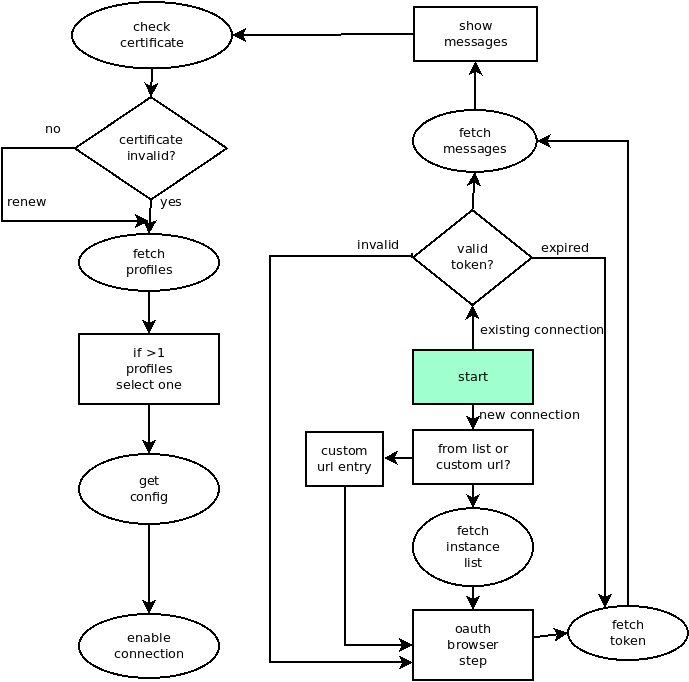 check
certificate
show
messages
no
certificate
invalid?
fetch
messages
renew
yes
fetch
profiles
invalid
valid
token?
expired
existing connection
if >1
profiles
select one
start
new connection
custom
url entry
from list or
custom url?
get
config
fetch
instance
list
enable
connection
oauth
browser
step
fetch
token